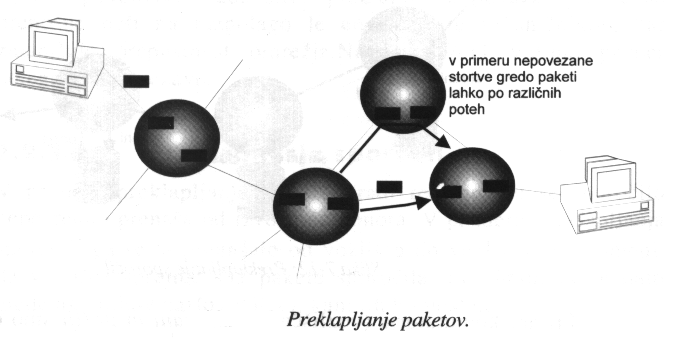 v primeru nepovezane
stortve gredo paketi
lahko po različnih
poteh
Preklapljanje paketov.